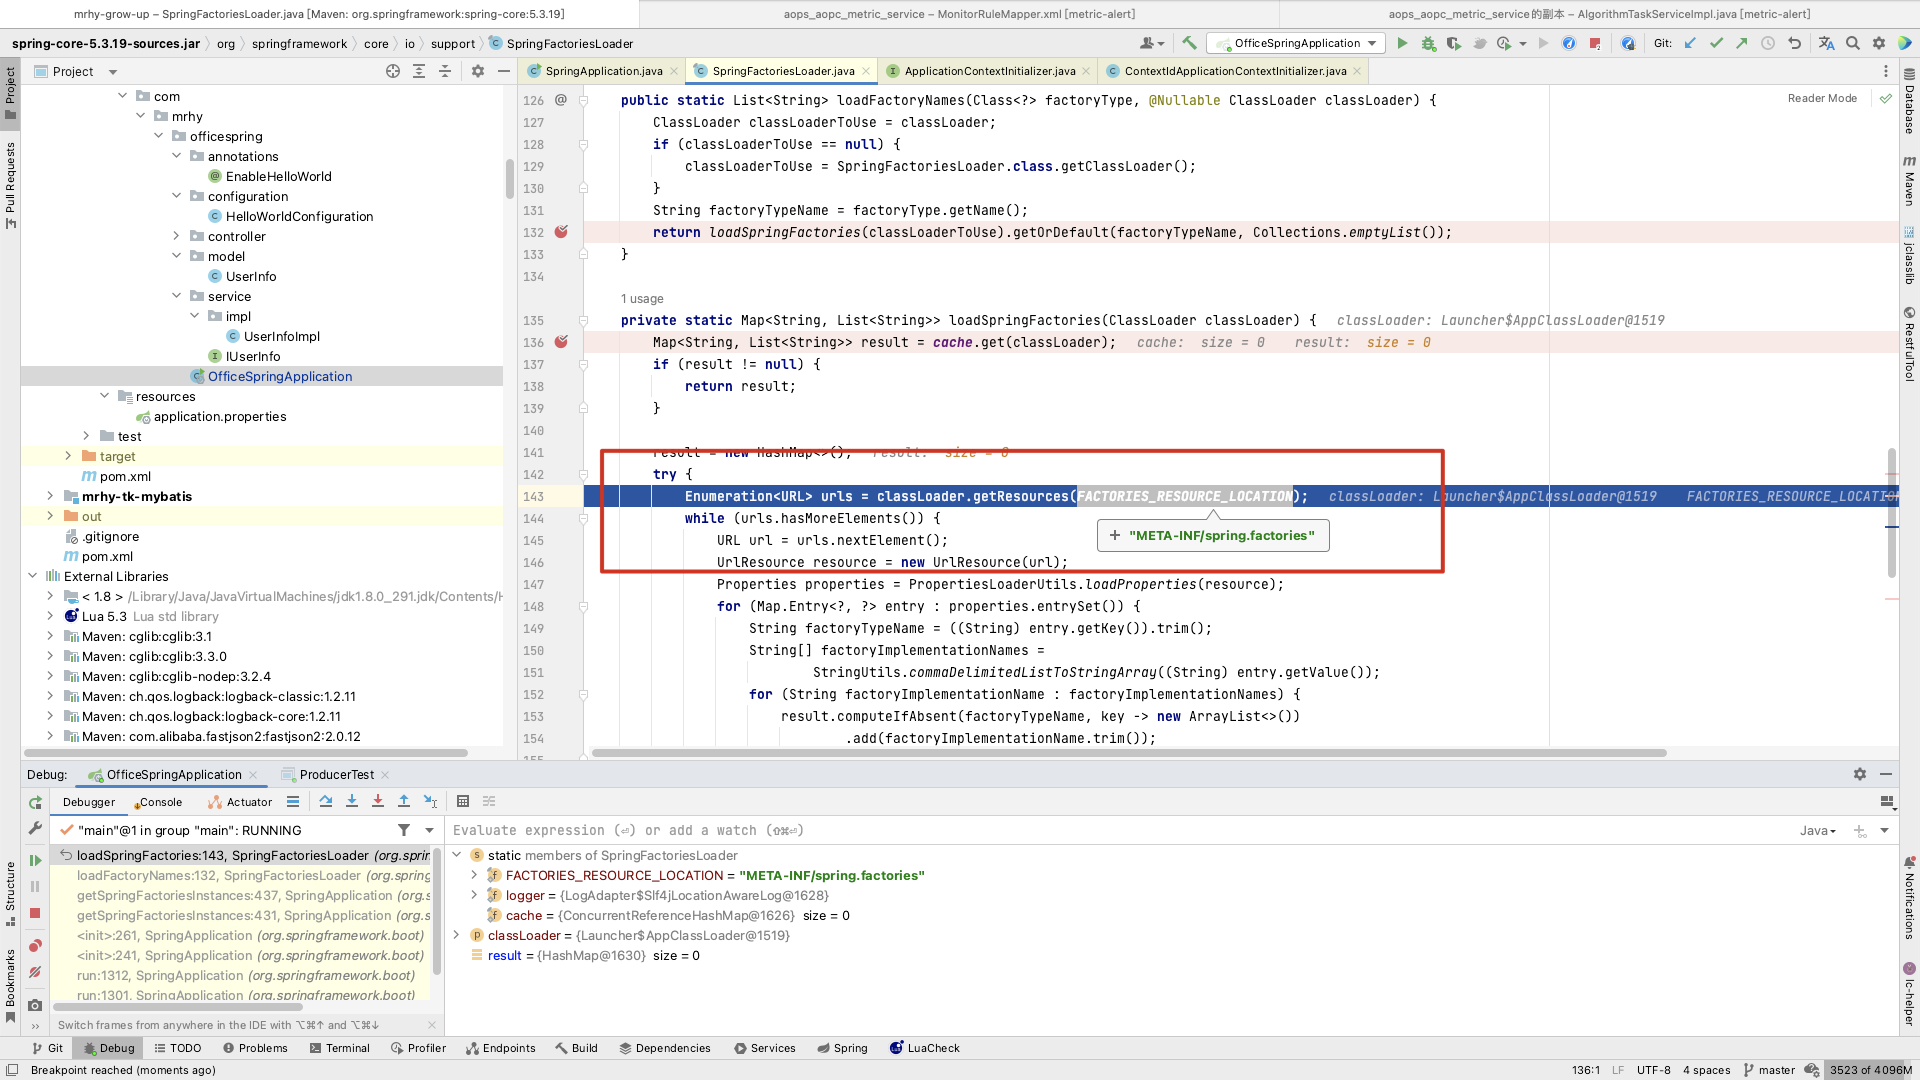 mrhy-grow-up – SpringFactoriesLoader.java [Maven: org.springframework:spring-core:5.3.19]
aops_aopc_metric_service – MonitorRuleMapper.xml [metric-alert]
aops_aopc_metric_service的副本 – AlgorithmTaskServiceImpl.java [metric-alert]
spring-core-5.3.19-sources.jar org springframework core io support SpringFactoriesLoader
OfficeSpringApplication
Git:
Project
SpringApplication.java
SpringFactoriesLoader.java
ApplicationContextInitializer.java
ContextIdApplicationContextInitializer.java
Project
Pull Requests
Structure
Bookmarks
com
mrhy
officespring
annotations
EnableHelloWorld
configuration
HelloWorldConfiguration
controller
model
UserInfo
service
impl
UserInfoImpl
IUserInfo
OfficeSpringApplication
resources
application.properties
test
target
pom.xml
mrhy-tk-mybatis
out
.gitignore
pom.xml
External Libraries
< 1.8 > /Library/Java/JavaVirtualMachines/jdk1.8.0_291.jdk/Contents/H
Lua 5.3 Lua std library
Maven: cglib:cglib:3.1
Maven: cglib:cglib:3.3.0
Maven: cglib:cglib-nodep:3.2.4
Maven: ch.qos.logback:logback-classic:1.2.11
Maven: ch.qos.logback:logback-core:1.2.11
Maven: com.alibaba.fastjson2:fastjson2:2.0.12
Reader Mode
126 @ public static List<String> loadFactoryNames(Class<?> factoryType, @Nullable ClassLoader classLoader) {
127 ClassLoader classLoaderToUse = classLoader;
128 if (classLoaderToUse == null) {
129 classLoaderToUse = SpringFactoriesLoader.class.getClassLoader();
130 }
131 String factoryTypeName = factoryType.getName();
132 return loadSpringFactories(classLoaderToUse).getOrDefault(factoryTypeName, Collections.emptyList());
133 }
134
1 usage
135 private static Map<String, List<String>> loadSpringFactories(ClassLoader classLoader) { classLoader: Launcher$AppClassLoader@1519
136 Map<String, List<String>> result = cache.get(classLoader); cache: size = 0 result: size = 0
137 if (result != null) {
138 return result;
139 }
140
141 result = new HashMap<>(); result: size = 0
142 try {
143 Enumeration<URL> urls = classLoader.getResources(FACTORIES_RESOURCE_LOCATION); classLoader: Launcher$AppClassLoader@1519 FACTORIES_RESOURCE_LOCATION
144 while (urls.hasMoreElements()) {
145 URL url = urls.nextElement();
+ "META-INF/spring.factories"
146 UrlResource resource = new UrlResource(url);
147 Properties properties = PropertiesLoaderUtils.loadProperties(resource);
148 for (Map.Entry<?, ?> entry : properties.entrySet()) {
149 String factoryTypeName = ((String) entry.getKey()).trim();
150 String[] factoryImplementationNames =
151 StringUtils.commaDelimitedListToStringArray((String) entry.getValue());
152 for (String factoryImplementationName : factoryImplementationNames) {
153 result.computeIfAbsent(factoryTypeName, key -> new ArrayList<>())
154 .add(factoryImplementationName.trim());
155
Database
Maven
jclasslib
RestfulTool
Notifications
lc-helper
Debug:
OfficeSpringApplication
ProducerTest
Debugger
Console
Actuator
"main"@1 in group "main": RUNNING
loadSpringFactories:143, SpringFactoriesLoader (org.sprin
loadFactoryNames:132, SpringFactoriesLoader (org.spring
getSpringFactoriesInstances:437, SpringApplication (org.s
getSpringFactoriesInstances:431, SpringApplication (org.s
<init>:261, SpringApplication (org.springframework.boot)
<init>:241, SpringApplication (org.springframework.boot)
run:1312, SpringApplication (org.springframework.boot)
run:1301, SpringApplication (org.springframework.boot)
Switch frames from anywhere in the IDE with ⌥⌘↑ and ⌥⌘↓
Evaluate expression (⏎) or add a watch (⇧⌘⏎)
Java
static members of SpringFactoriesLoader
FACTORIES_RESOURCE_LOCATION = "META-INF/spring.factories"
logger = {LogAdapter$Slf4jLocationAwareLog@1628}
cache = {ConcurrentReferenceHashMap@1626} size = 0
classLoader = {Launcher$AppClassLoader@1519}
result = {HashMap@1630} size = 0
Git Debug TODO Problems Terminal Profiler Endpoints Build Dependencies Services Spring LuaCheck
Breakpoint reached (moments ago)
136:1 LF UTF-8 4 spaces master 3523 of 4096M